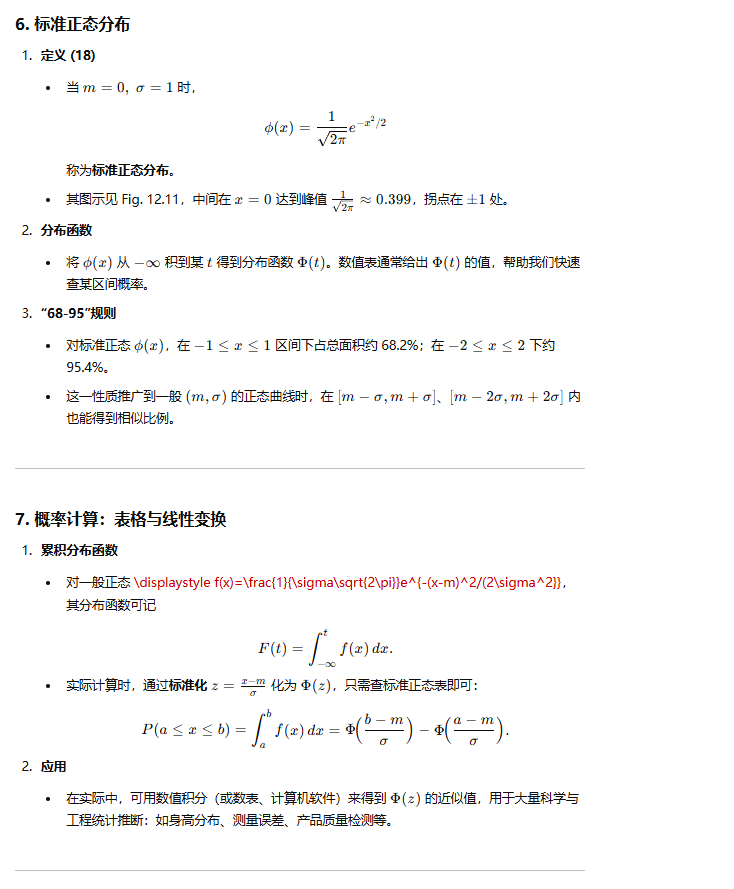 6. 标准正态分布
1. 定义 (18)
• 当 m = 0, σ = 1 时，
ϕ(x) = \frac{1}{\sqrt{2π}} e^{-x^2/2}
称为标准正态分布。
• 其图示见 Fig. 12.11，中间在 x = 0 达到峰值 \frac{1}{\sqrt{2π}} ≈ 0.399，拐点在 ±1 处。
2. 分布函数
• 将 ϕ(x) 从 −∞ 积到某 t 得到分布函数 Φ(t)。数值表通常给出 Φ(t) 的值，帮助我们快速
查某区间概率。
3. “68-95”规则
• 对标准正态 ϕ(x)，在 −1 ≤ x ≤ 1 区间下占总面积约 68.2%；在 −2 ≤ x ≤ 2 下约
95.4%。
• 这一性质推广到一般 (m, σ) 的正态曲线时，在 [m − σ, m + σ]、[m − 2σ, m + 2σ] 内
也能得到相似比例。
7. 概率计算：表格与线性变换
1. 累积分布函数
• 对一般正态 \displaystyle f(x)=\frac{1}{\sigma\sqrt{2\pi}}e^{-(x-m)^2/(2\sigma^2}},
其分布函数可记
F(t) = ∫_{−∞}^{t} f(x) dx.
• 实际计算时，通过标准化 z = \frac{x−m}{σ} 化为 Φ(z)，只需查标准正态表即可：
P(a ≤ x ≤ b) = ∫_{a}^{b} f(x) dx = Φ(\frac{b − m}{σ}) − Φ(\frac{a − m}{σ}).
2. 应用
• 在实际中，可用数值积分（或数表、计算机软件）来得到 Φ(z) 的近似值，用于大量科学与
工程统计推断：如身高分布、测量误差、产品质量检测等。